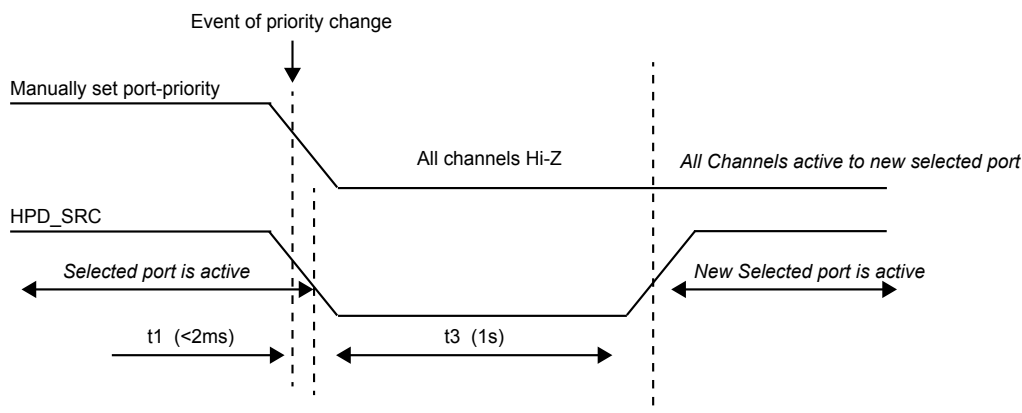 Event of priority change
Manually set port-priority
All channels Hi-Z
All Channels active to new selected port
HPD_SRC
Selected port is active
New Selected port is active
t1 (<2ms)
t3 (1s)